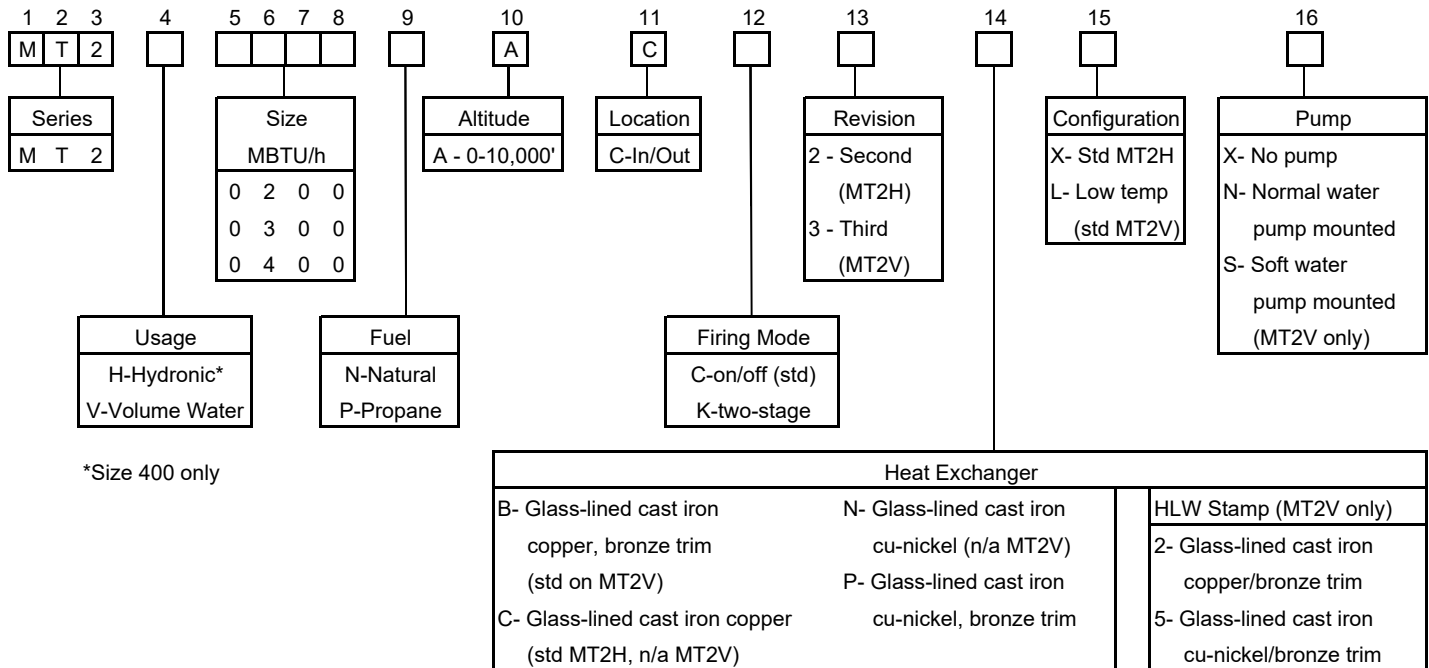 1 2 3 4 5 6 7 8 9 10 11 12 13 14 15 16
M T 2 A C
Series
M T 2
Size
MBTU/h
0 2 0 0
0 3 0 0
0 4 0 0
Altitude
A - 0-10,000'
Location
C-In/Out
Revision
2 - Second
(MT2H)
3 - Third
(MT2V)
Configuration
X- Std MT2H
L- Low temp
(std MT2V)
Pump
X- No pump
N- Normal water
pump mounted
S- Soft water
pump mounted
(MT2V only)
Usage
H-Hydronic*
V-Volume Water
Fuel
N-Natural
P-Propane
Firing Mode
C-on/off (std)
K-two-stage
*Size 400 only
Heat Exchanger
B- Glass-lined cast iron
copper, bronze trim
(std on MT2V)
C- Glass-lined cast iron copper
(std MT2H, n/a MT2V)
N- Glass-lined cast iron
cu-nickel (n/a MT2V)
P- Glass-lined cast iron
cu-nickel, bronze trim
HLW Stamp (MT2V only)
2- Glass-lined cast iron
copper/bronze trim
5- Glass-lined cast iron
cu-nickel/bronze trim